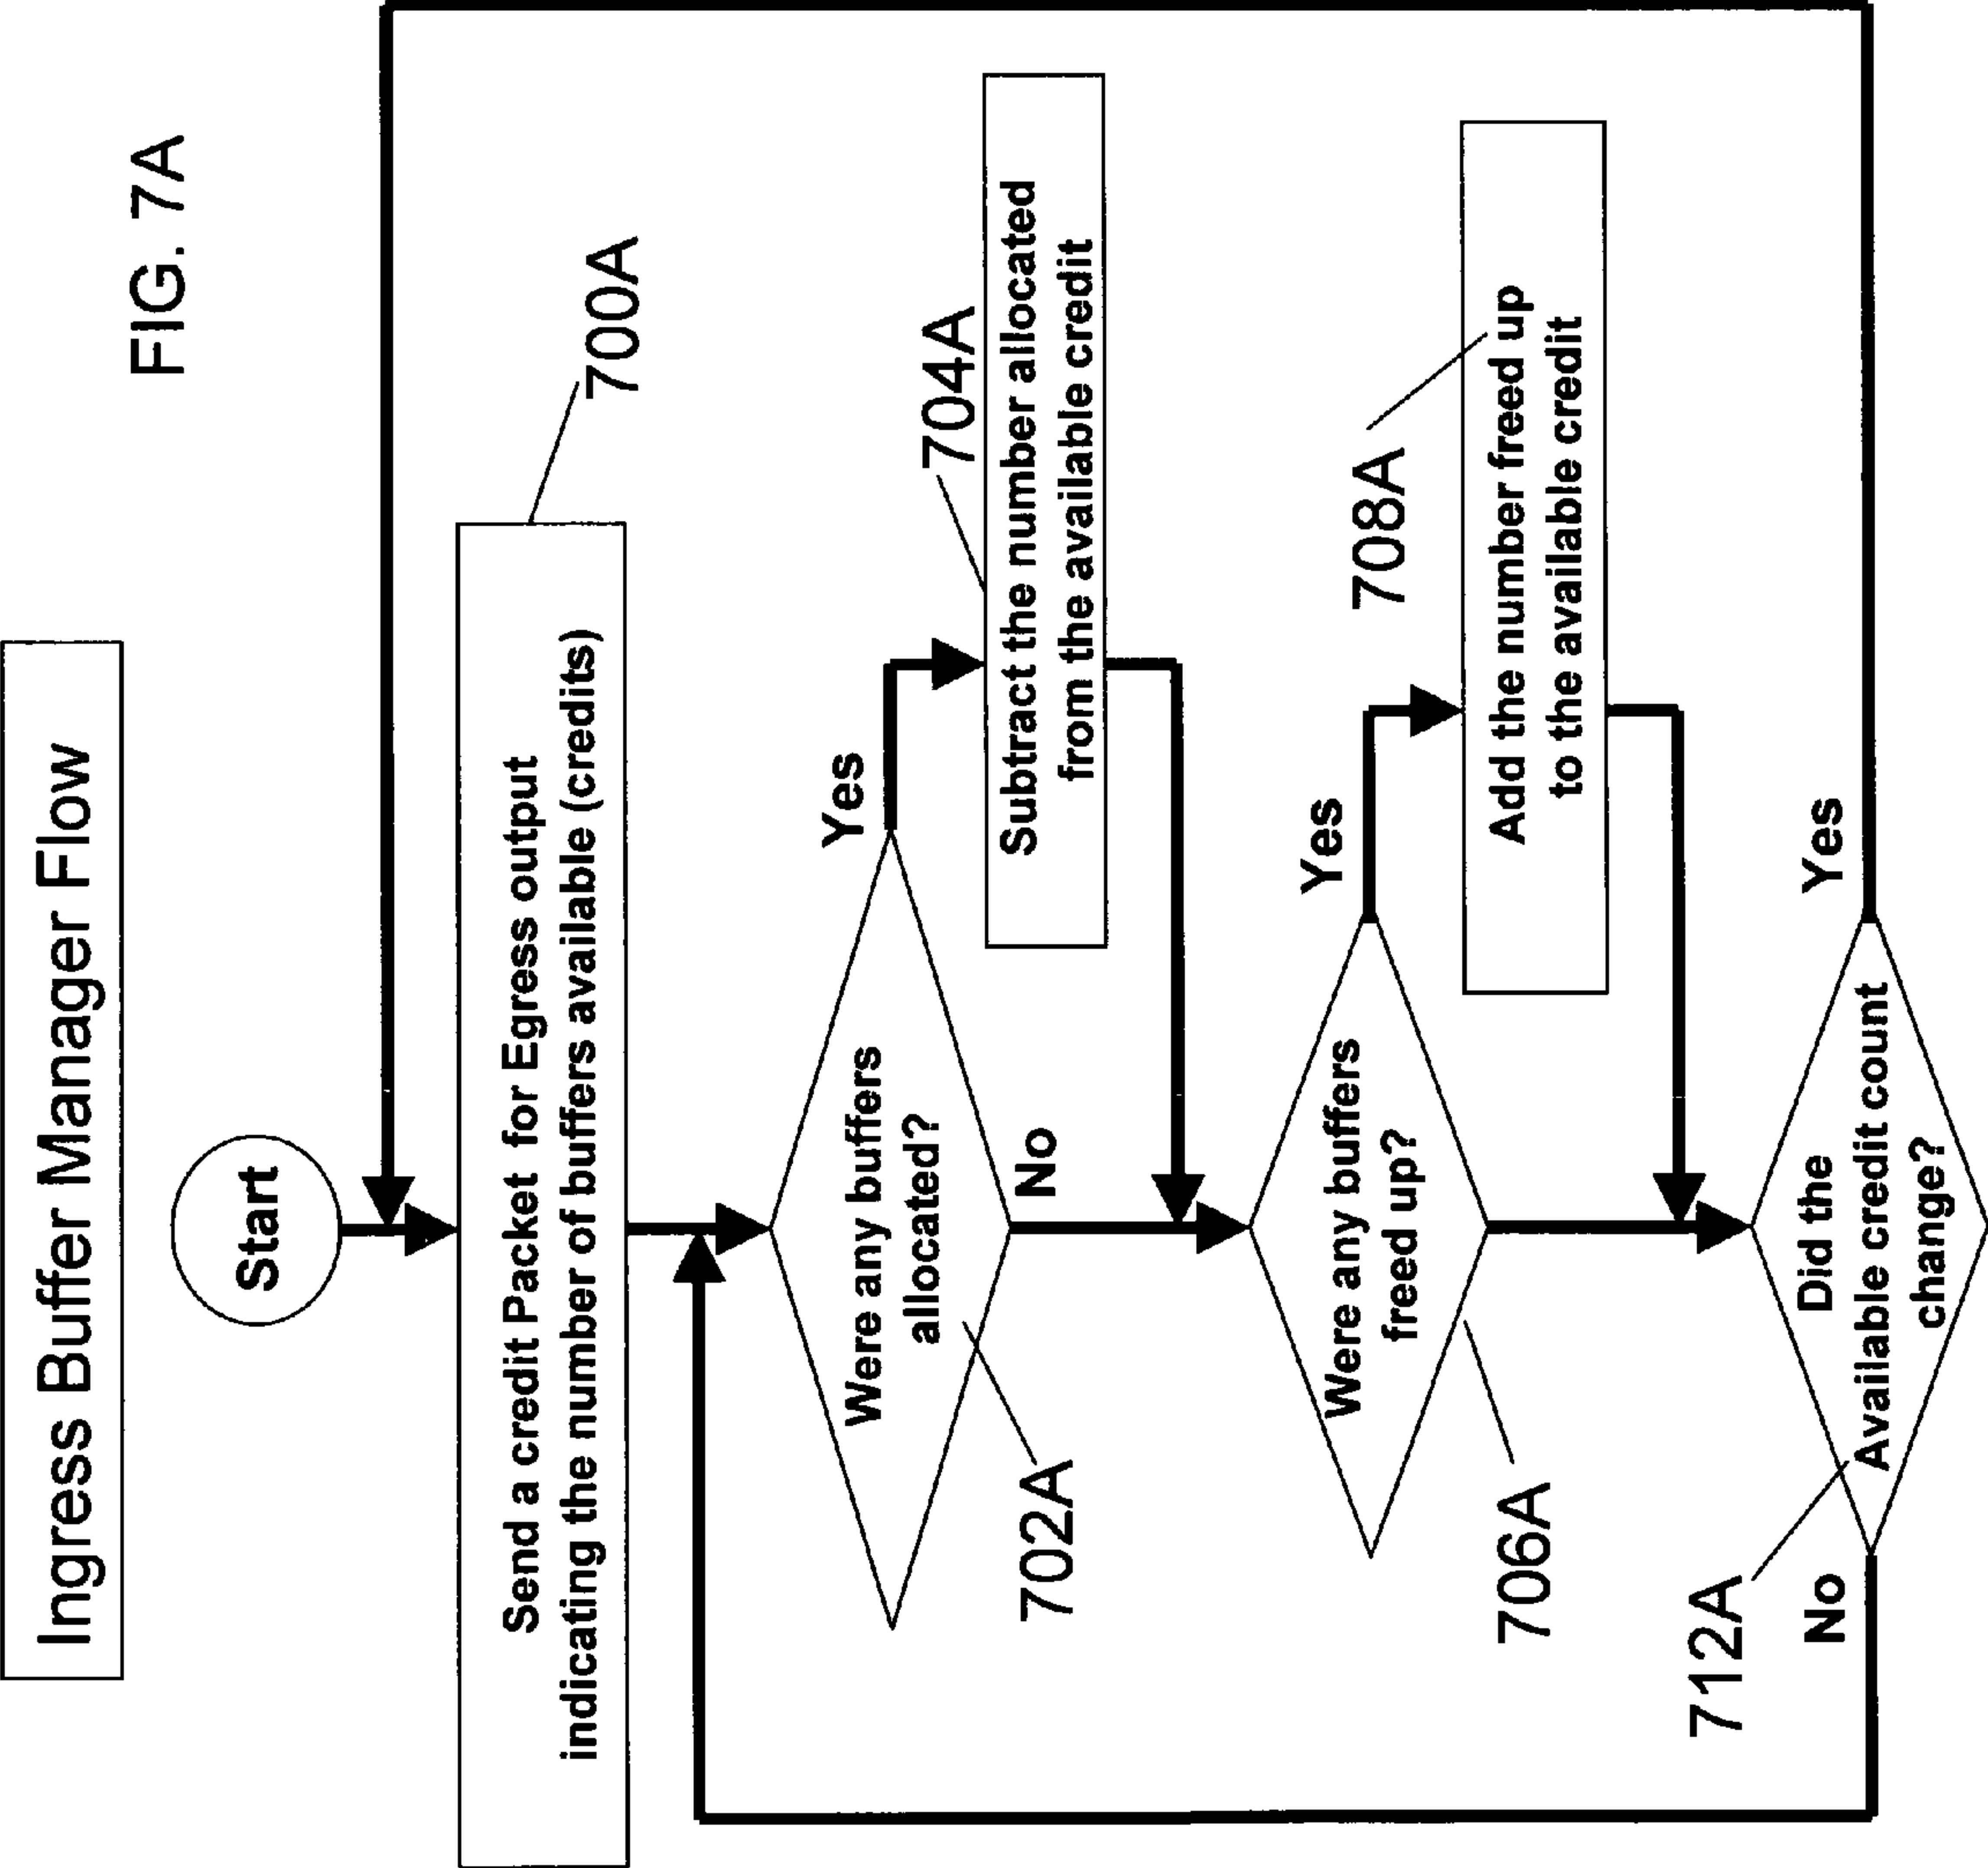 Ingress Buffer Manager Flow
FIG. 7A
Start
Send a credit Packet for Egress output
indicating the number of buffers available (credits)
700A
Were any buffers
allocated?
Yes
No
702A
704A
Subtract the number allocated
from the available credit
Were any buffers
freed up?
Yes
706A
708A
Add the number freed up
to the available credit
Did the
Available credit count
change?
Yes
No
712A